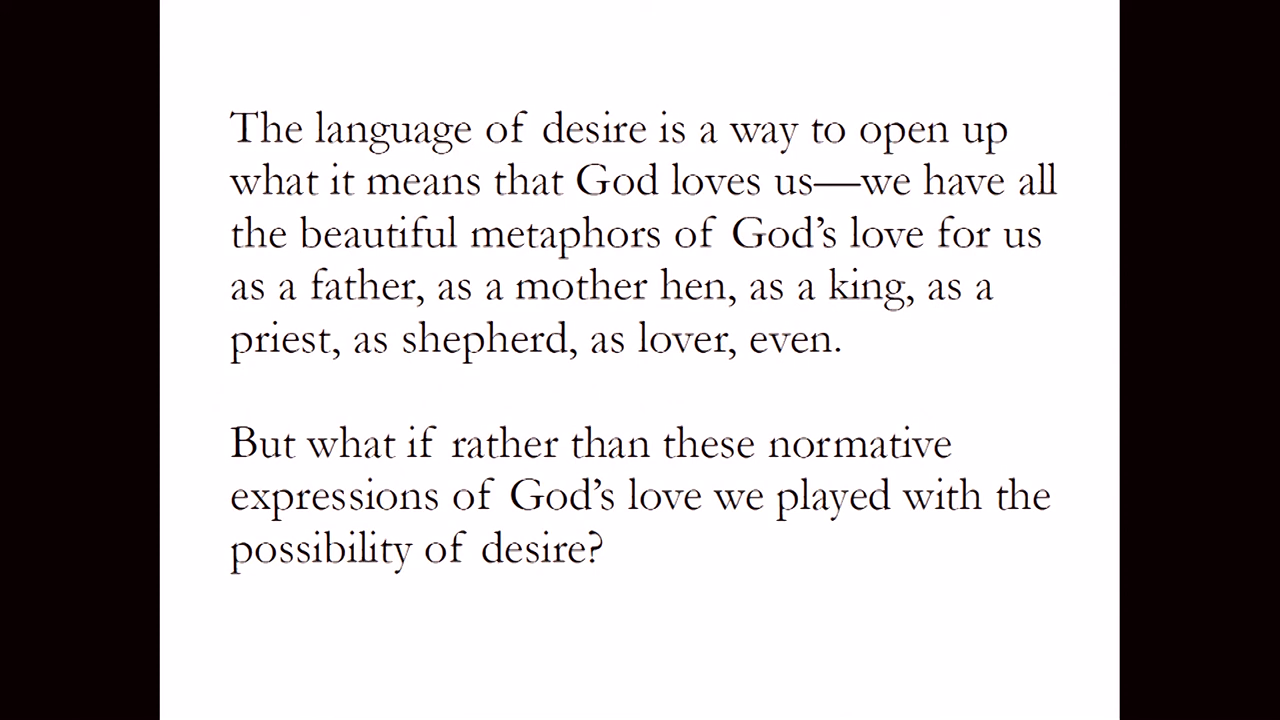 The language of desire is a way to open up
what it means that God loves us—we have all
the beautiful metaphors of God’s love for us
as a father, as a mother hen, as a king, as a
priest, as shepherd, as lover, even.
But what if rather than these normative
expressions of God’s love we played with the
possibility of desire?